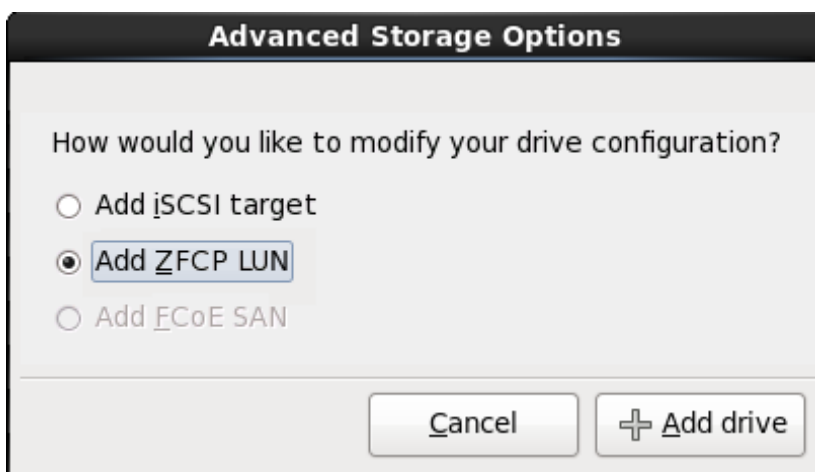 Advanced Storage Options
How would you like to modify your drive configuration?
Add iSCSI target
Add ZFCP LUN
Add FCoE SAN
Cancel
Add drive